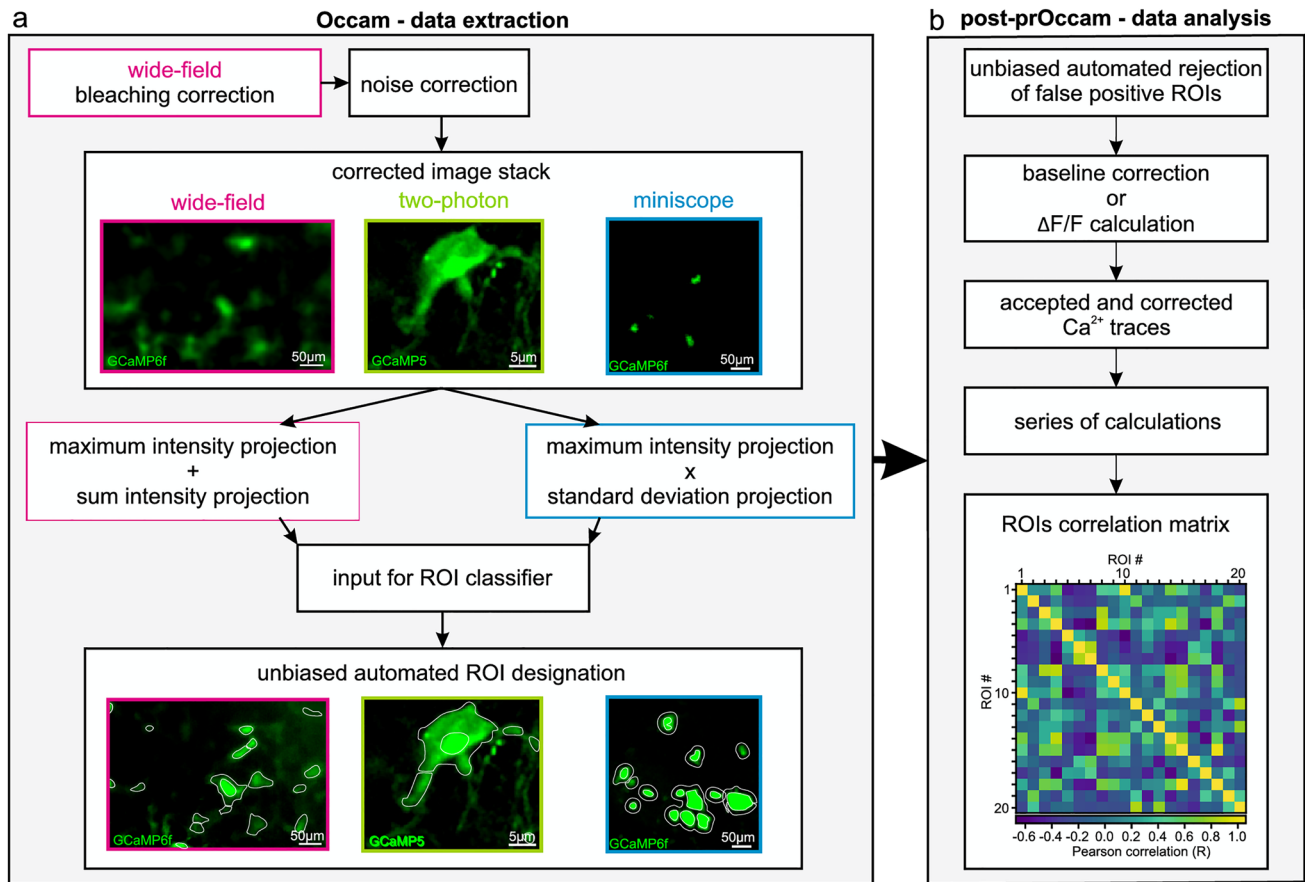 a
Occam - data extraction
wide-field
bleaching correction
noise correction
corrected image stack
wide-field
two-photon
miniscope
GCaMP6f
50µm
GCaMP5
5µm
GCaMP6f
50µm
maximum intensity projection
+
sum intensity projection
maximum intensity projection
x
standard deviation projection
input for ROI classifier
unbiased automated ROI designation
GCaMP6f
50µm
GCaMP5
5µm
GCaMP6f
50µm
b
post-prOccam - data analysis
unbiased automated rejection
of false positive ROIs
baseline correction
or
ΔF/F calculation
accepted and corrected
Ca²⁺ traces
series of calculations
ROIs correlation matrix
ROI #
1 10 20
ROI #
1
10
20
-0.6 -0.4 -0.2 0.0 0.2 0.4 0.6 0.8 1.0
Pearson correlation (R)